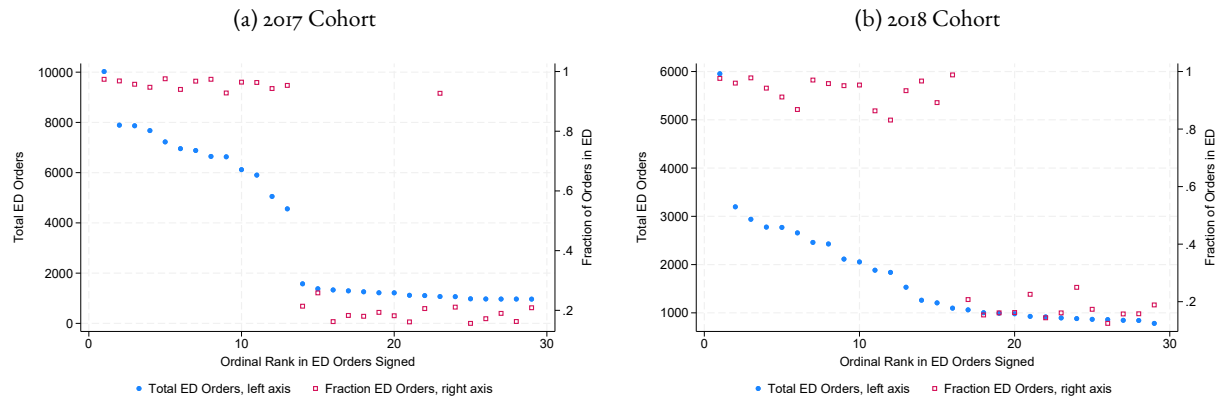 (a) 2017 Cohort
10000
8000
6000
4000
2000
0
Total ED Orders
1
.8
.6
.4
.2
Fraction of Orders in ED
0
10
20
30
Ordinal Rank in ED Orders Signed
Total ED Orders, left axis
Fraction ED Orders, right axis
(b) 2018 Cohort
6000
5000
4000
3000
2000
1000
Total ED Orders
1
.8
.6
.4
.2
Fraction of Orders in ED
0
10
20
30
Ordinal Rank in ED Orders Signed
Total ED Orders, left axis
Fraction ED Orders, right axis